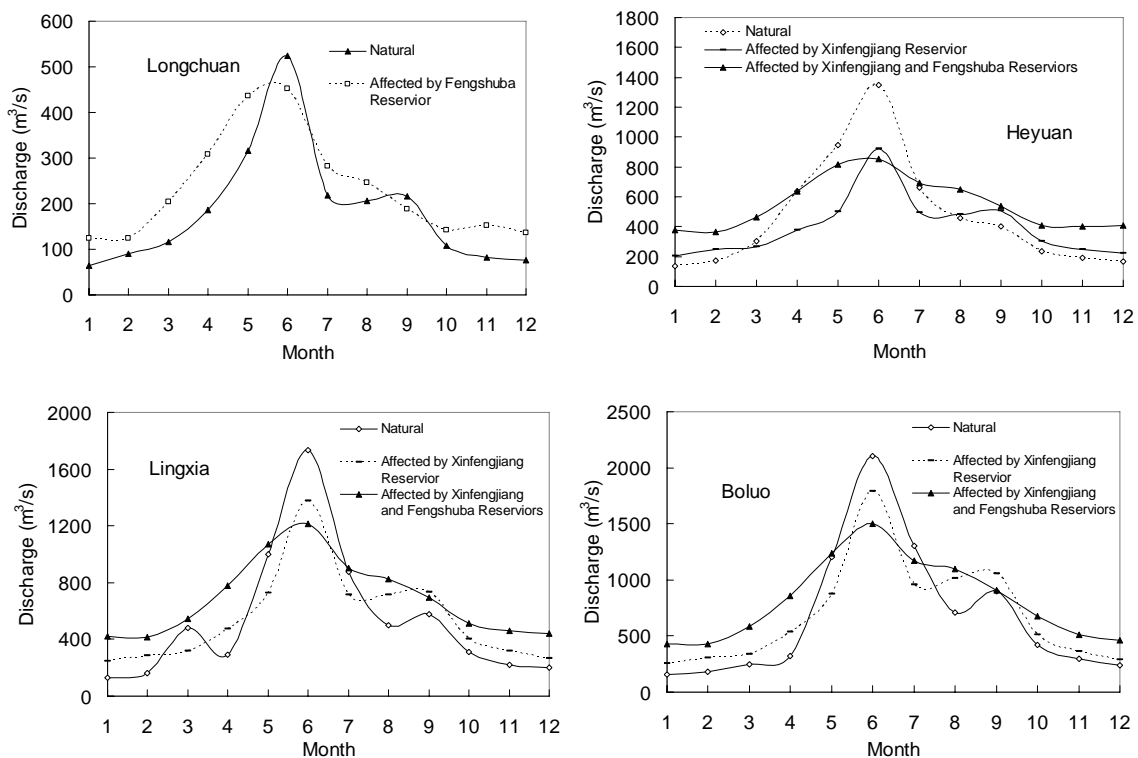 600
500
400
300
200
100
0
Discharge (m³/s)
Longchuan
Natural
Affected by Fengshuba
Reservior
1 2 3 4 5 6 7 8 9 10 11 12
Month
1800
1600
1400
1200
1000
800
600
400
200
0
Discharge (m³/s)
Natural
Affected by Xinfengjiang Reservior
Affected by Xinfengjiang and Fengshuba Reserviors
Heyuan
1 2 3 4 5 6 7 8 9 10 11 12
Month
2000
1600
1200
800
400
0
Discharge (m³/s)
Lingxia
Natural
Affected by Xinfengjiang
Reservior
Affected by Xinfengjiang
and Fengshuba Reserviors
1 2 3 4 5 6 7 8 9 10 11 12
Month
2500
2000
1500
1000
500
0
Discharge (m³/s)
Boluo
Natural
Affected by Xinfengjiang
Reservior
Affected by Xinfengjiang
and Fengshuba Reserviors
1 2 3 4 5 6 7 8 9 10 11 12
Month